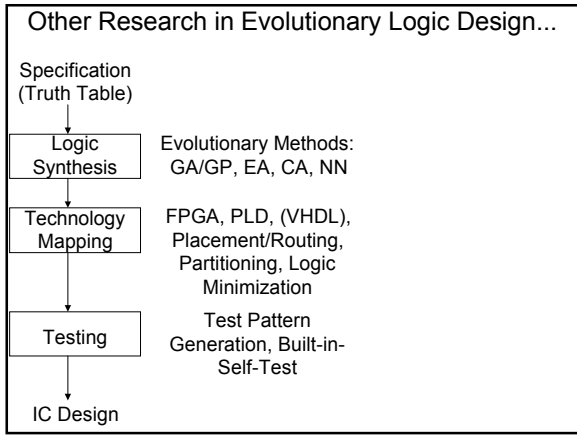 Other Research in Evolutionary Logic Design...
Specification
(Truth Table)
Logic
Synthesis
Evolutionary Methods:
GA/GP, EA, CA, NN
Technology
Mapping
FPGA, PLD, (VHDL),
Placement/Routing,
Partitioning, Logic
Minimization
Testing
Test Pattern
Generation, Built-in-
Self-Test
IC Design